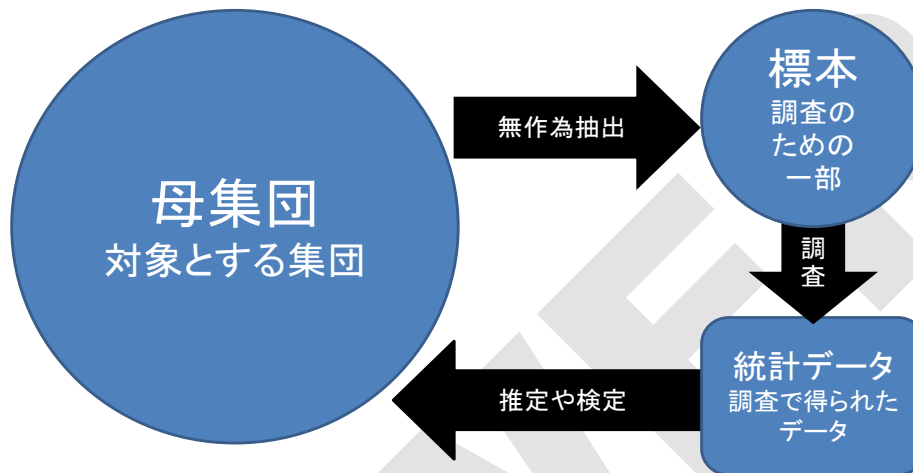 母集団
対象とする集団
無作為抽出
標本
調査の
ための
一部
調
査
統計データ
調査で得られた
データ
推定や検定